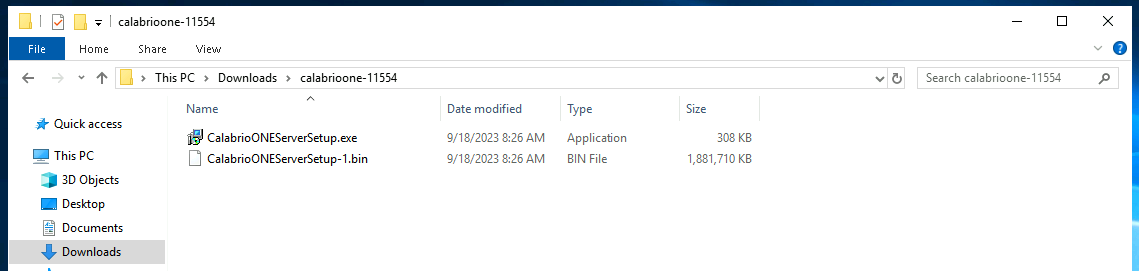 calabrioone-11554
File Home Share View
This PC Downloads calabrioone-11554 Search calabrioone-11554
Name Date modified Type Size
Quick access
CalabrioONEServerSetup.exe 9/18/2023 8:26 AM Application 308 KB
This PC
CalabrioONEServerSetup-1.bin 9/18/2023 8:26 AM BIN File 1,881,710 KB
3D Objects
Desktop
Documents
Downloads